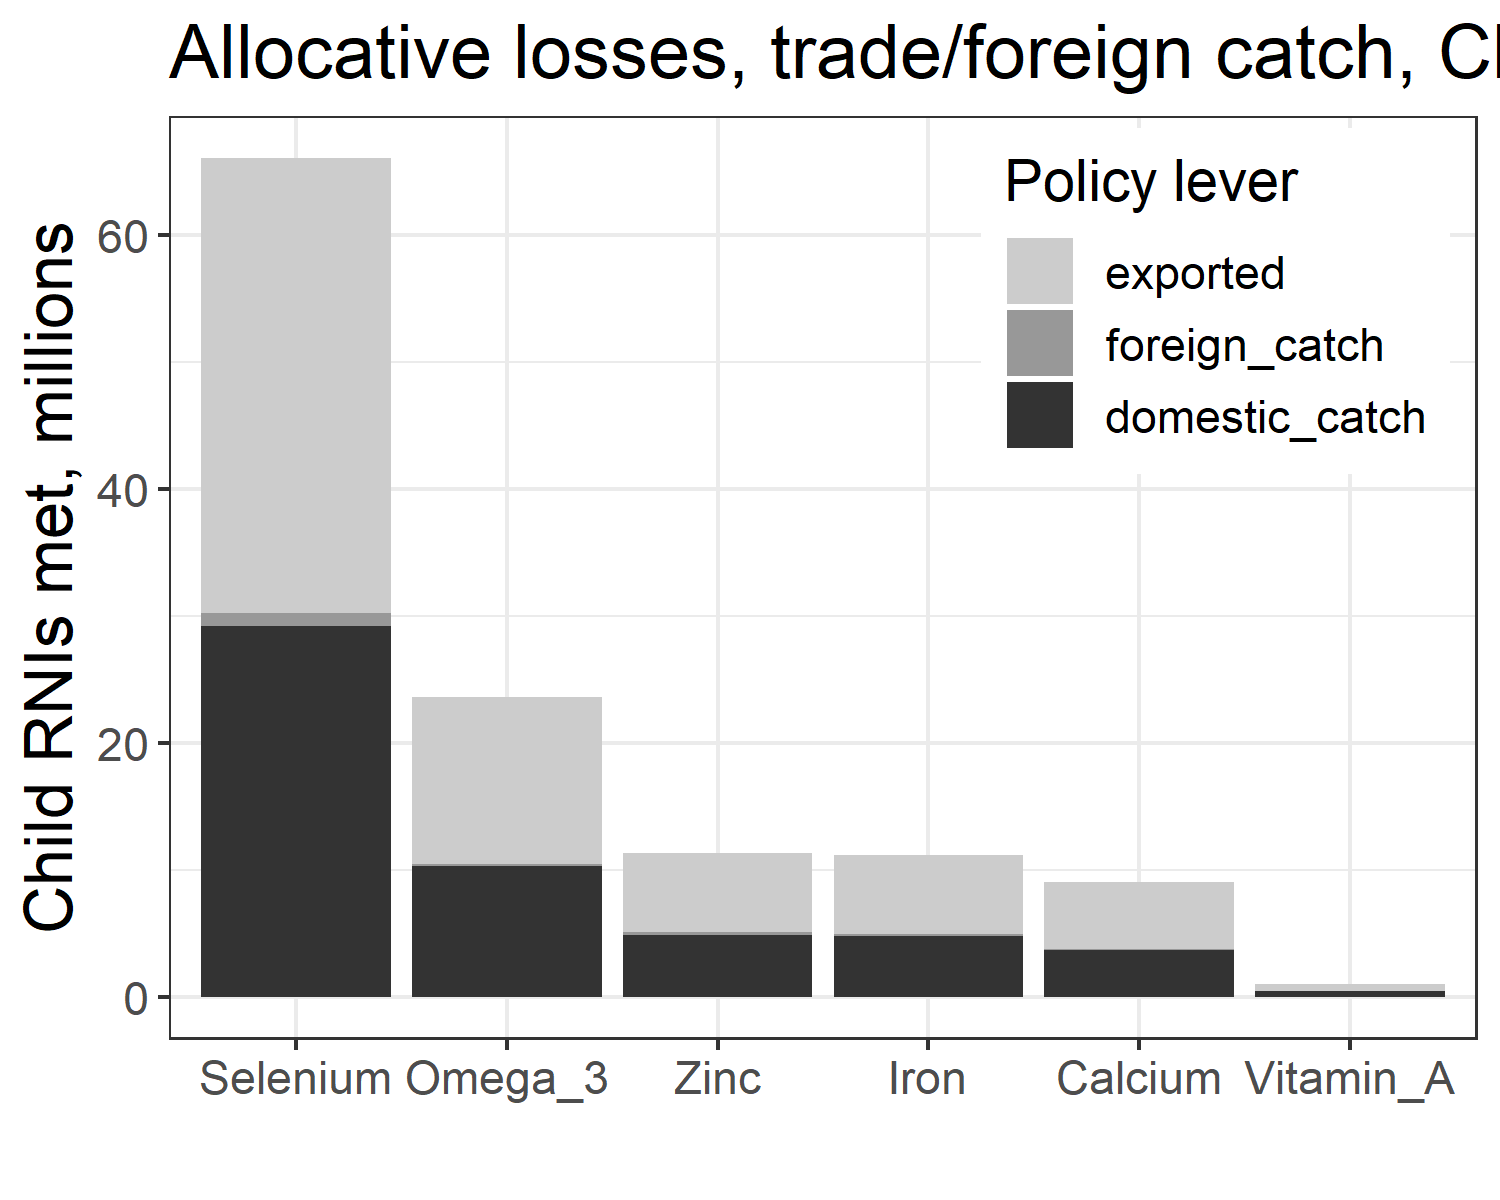 Allocative losses, trade/foreign catch,
Child RNIs met, millions
60
40
20
0
Policy lever
exported
foreign_catch
domestic_catch
Selenium Omega_3 Zinc Iron Calcium Vitamin_A